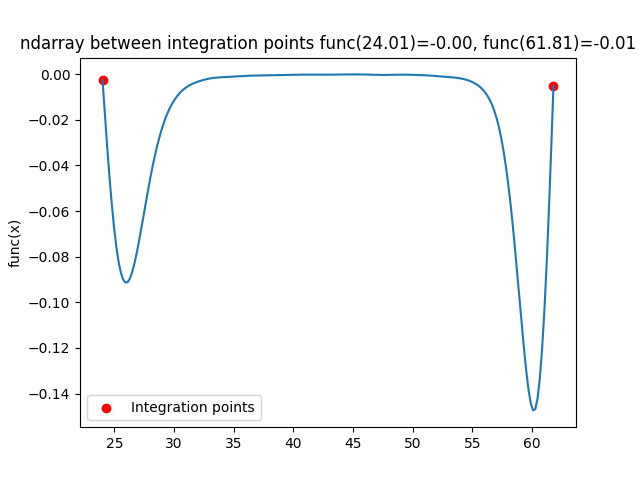 ndarray between integration points func(24.01)=-0.00, func(61.81)=-0.01
0.00
−0.02
−0.04
−0.06
−0.08
−0.10
−0.12
−0.14
func(x)
Integration points
25 30 35 40 45 50 55 60